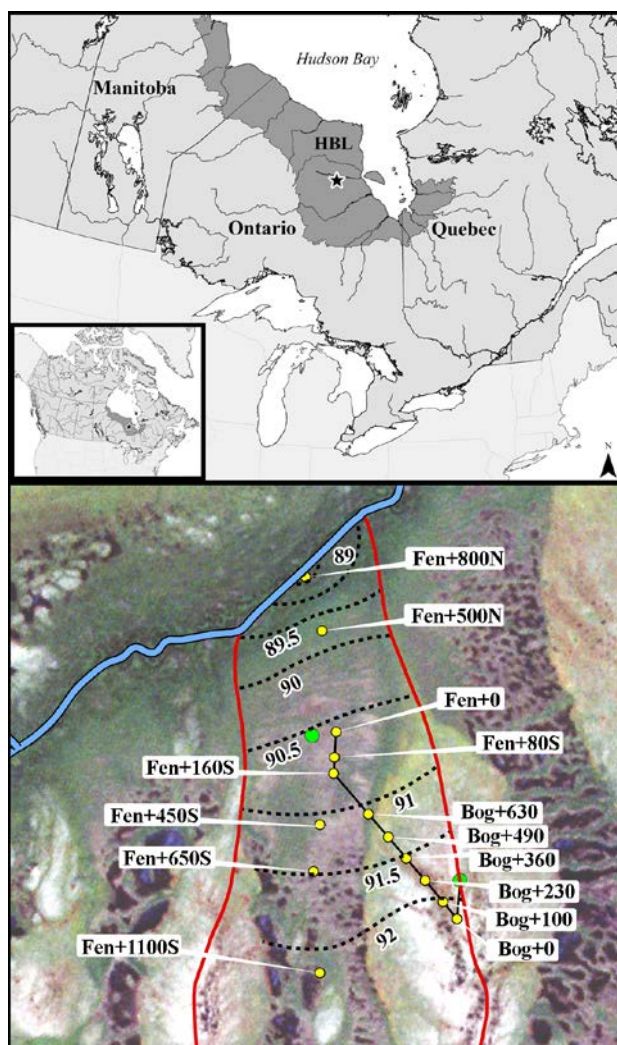 Hudson Bay
Manitoba
HBL
Ontario
Quebec
N
89
Fen+800N
Fen+500N
89.5
90
Fen+0
90.5
Fen+80S
Fen+160S
91
Bog+630
Fen+450S
Bog+490
Fen+650S
Bog+360
91.5
Bog+230
Bog+100
92
Fen+1100S
Bog+0